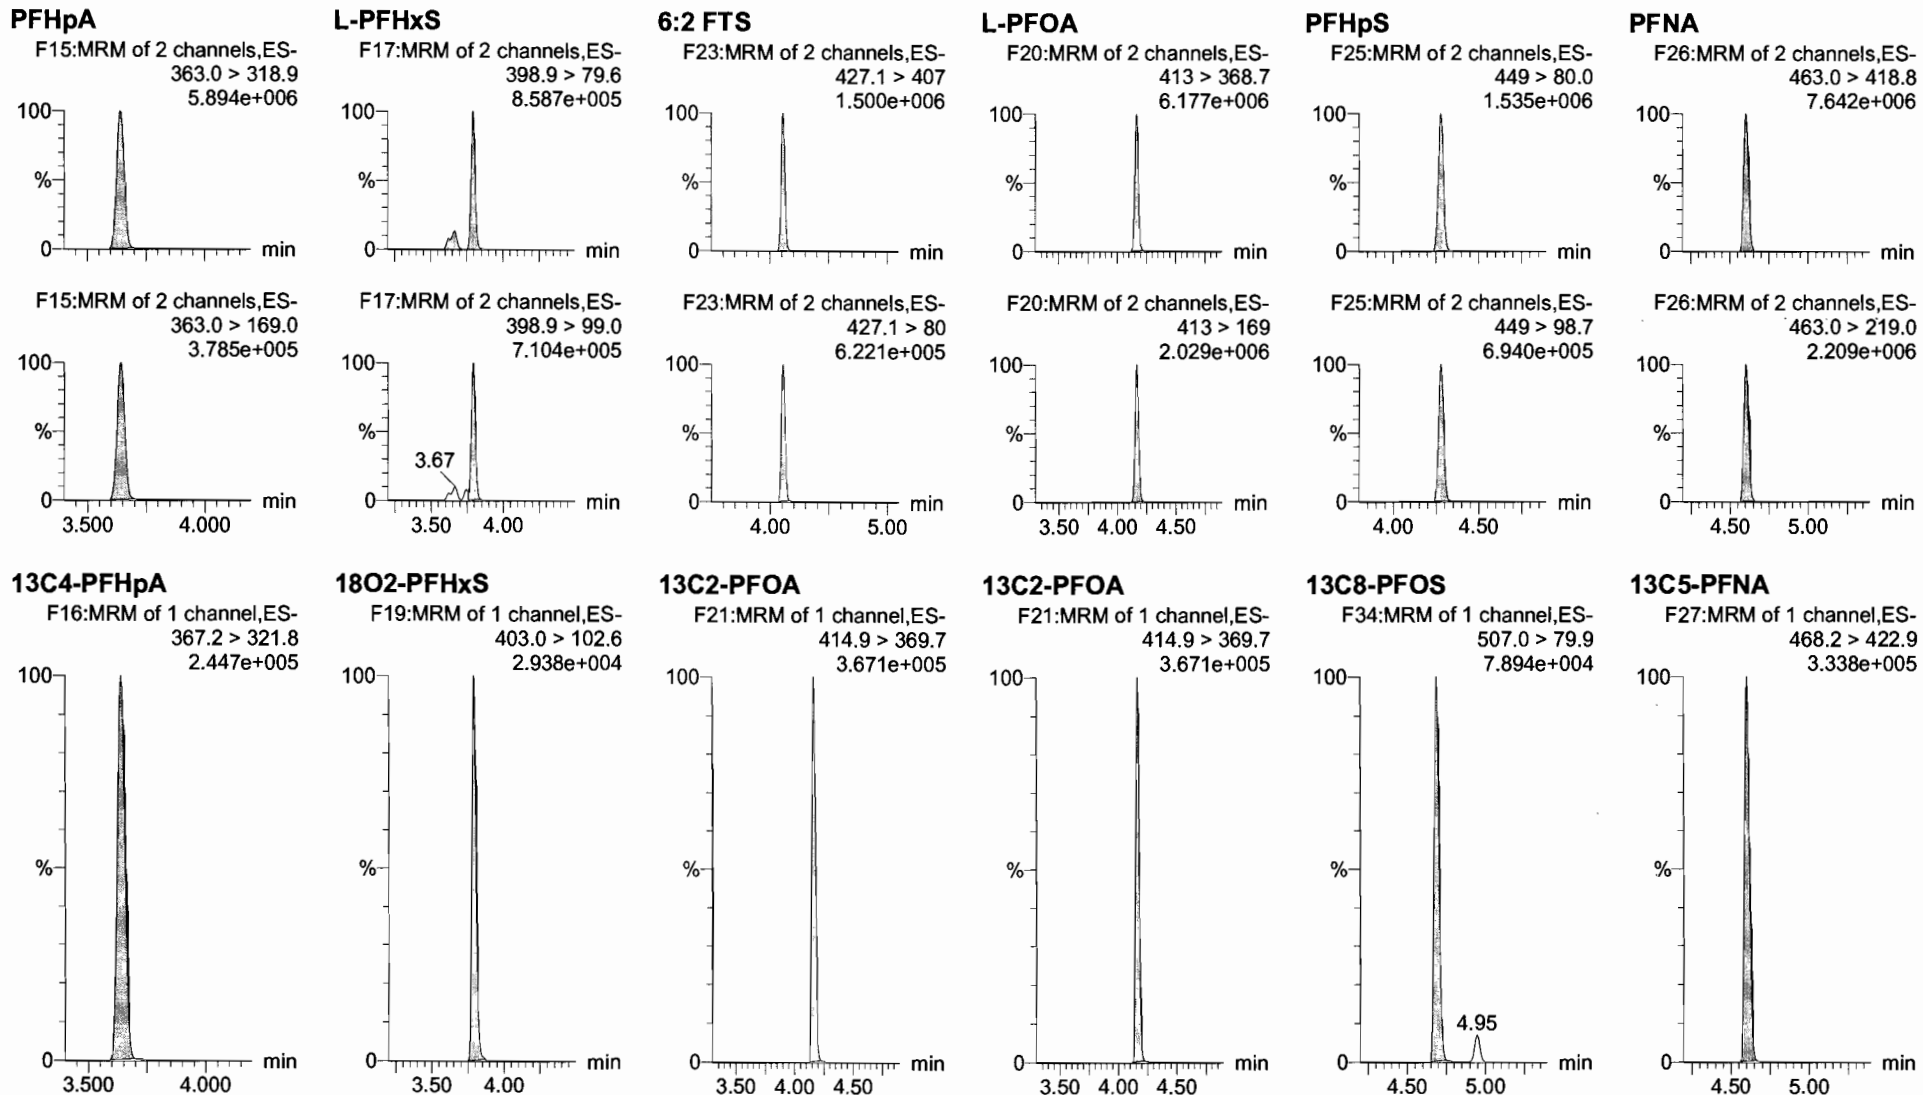 PFHpA
F15:MRM of 2 channels,ES-
363.0 > 318.9
5.894e+006
100
%
0
min
F15:MRM of 2 channels,ES-
363.0 > 169.0
3.785e+005
100
%
0
min
3.500 4.000
L-PFHxS
F17:MRM of 2 channels,ES-
398.9 > 79.6
8.587e+005
100
%
0
min
F17:MRM of 2 channels,ES-
398.9 > 99.0
7.104e+005
100
%
3.67
0
min
3.50 4.00
6:2 FTS
F23:MRM of 2 channels,ES-
427.1 > 407
1.500e+006
100
%
0
min
F23:MRM of 2 channels,ES-
427.1 > 80
6.221e+005
100
%
0
min
4.00 5.00
L-PFOA
F20:MRM of 2 channels,ES-
413 > 368.7
6.177e+006
100
%
0
min
F20:MRM of 2 channels,ES-
413 > 169
2.029e+006
100
%
0
min
3.50 4.00 4.50
PFHpS
F25:MRM of 2 channels,ES-
449 > 80.0
1.535e+006
100
%
0
min
F25:MRM of 2 channels,ES-
449 > 98.7
6.940e+005
100
%
0
min
4.00 4.50
PFNA
F26:MRM of 2 channels,ES-
463.0 > 418.8
7.642e+006
100
%
0
min
F26:MRM of 2 channels,ES-
463.0 > 219.0
2.209e+006
100
%
0
min
4.50 5.00
13C4-PFHpA
F16:MRM of 1 channel,ES-
367.2 > 321.8
2.447e+005
100
%
0
min
3.500 4.000
18O2-PFHxS
F19:MRM of 1 channel,ES-
403.0 > 102.6
2.938e+004
100
%
0
min
3.50 4.00
13C2-PFOA
F21:MRM of 1 channel,ES-
414.9 > 369.7
3.671e+005
100
%
0
min
3.50 4.00 4.50
13C2-PFOA
F21:MRM of 1 channel,ES-
414.9 > 369.7
3.671e+005
100
%
0
min
3.50 4.00 4.50
13C8-PFOS
F34:MRM of 1 channel,ES-
507.0 > 79.9
7.894e+004
100
%
4.95
0
min
4.50 5.00
13C5-PFNA
F27:MRM of 1 channel,ES-
468.2 > 422.9
3.338e+005
100
%
0
min
4.50 5.00